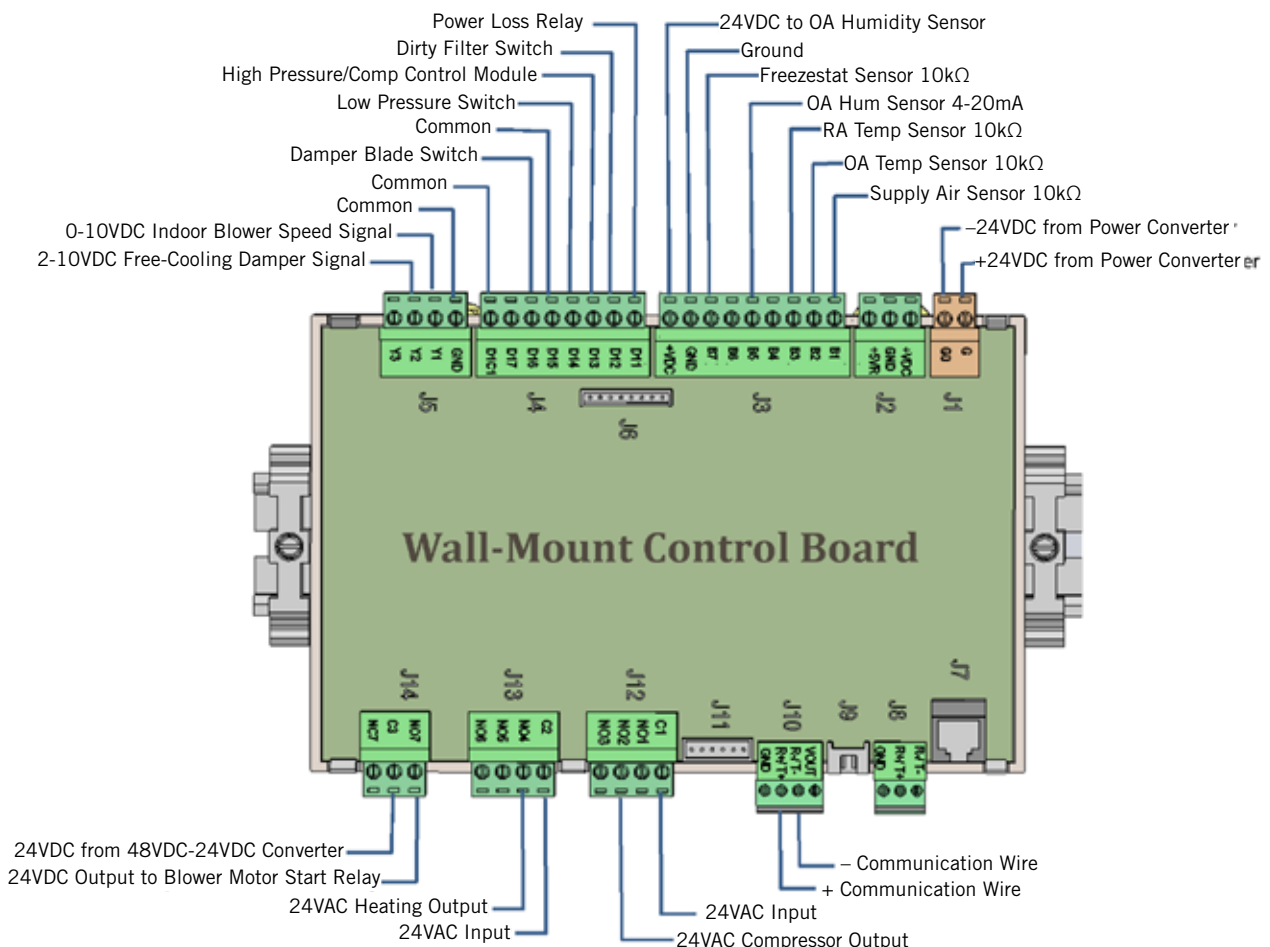 Power Loss Relay
Dirty Filter Switch
High Pressure/Comp Control Module
Low Pressure Switch
Common
Damper Blade Switch
Common
Common
0-10VDC Indoor Blower Speed Signal
2-10VDC Free-Cooling Damper Signal
24VDC to OA Humidity Sensor
Ground
Freezestat Sensor 10kΩ
OA Hum Sensor 4-20mA
RA Temp Sensor 10kΩ
OA Temp Sensor 10kΩ
Supply Air Sensor 10kΩ
–24VDC from Power Converter
+24VDC from Power Converter
er
Y3
Y2
Y1
GND
J5
DIC1
DI7
DI6
DI5
DI4
DI3
DI2
DI1
J4
J6
+VDC
GND
B7
B6
B5
B4
B3
B2
B1
J3
+5VR
GND
+VDC
J2
G0
G
J1
Wall-Mount Control Board
J14
NC7
C3
NO7
J13
NO6
NO5
NO4
C2
J12
NO3
NO2
NO1
C1
J11
J10
GND
Rx/T+
Rx/T-
VOUT
J9
J8
GND
Rx/T+
Rx/T-
J7
24VDC from 48VDC-24VDC Converter
24VDC Output to Blower Motor Start Relay
24VAC Heating Output
24VAC Input
– Communication Wire
+ Communication Wire
24VAC Input
24VAC Compressor Output